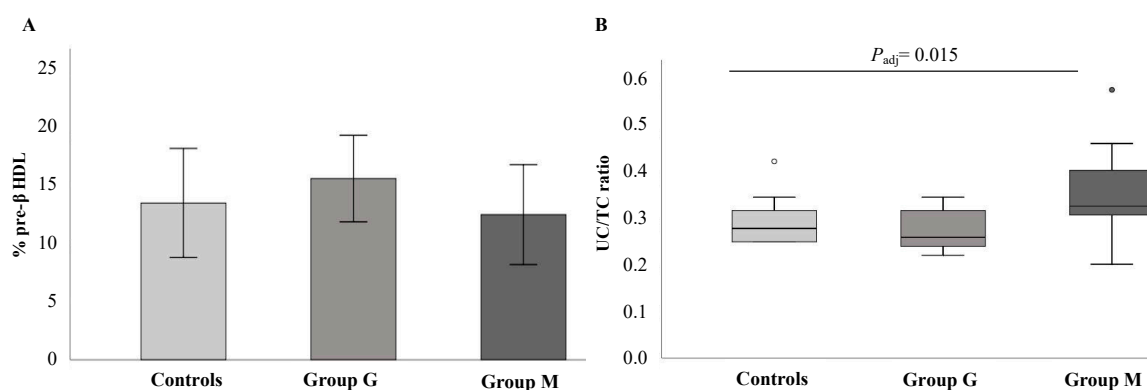 A
% pre-β HDL
25
20
15
10
5
0
Controls
Group G
Group M
B
P_adj= 0.015
UC/TC ratio
0.6
0.5
0.4
0.3
0.2
0.1
0.0
Controls
Group G
Group M